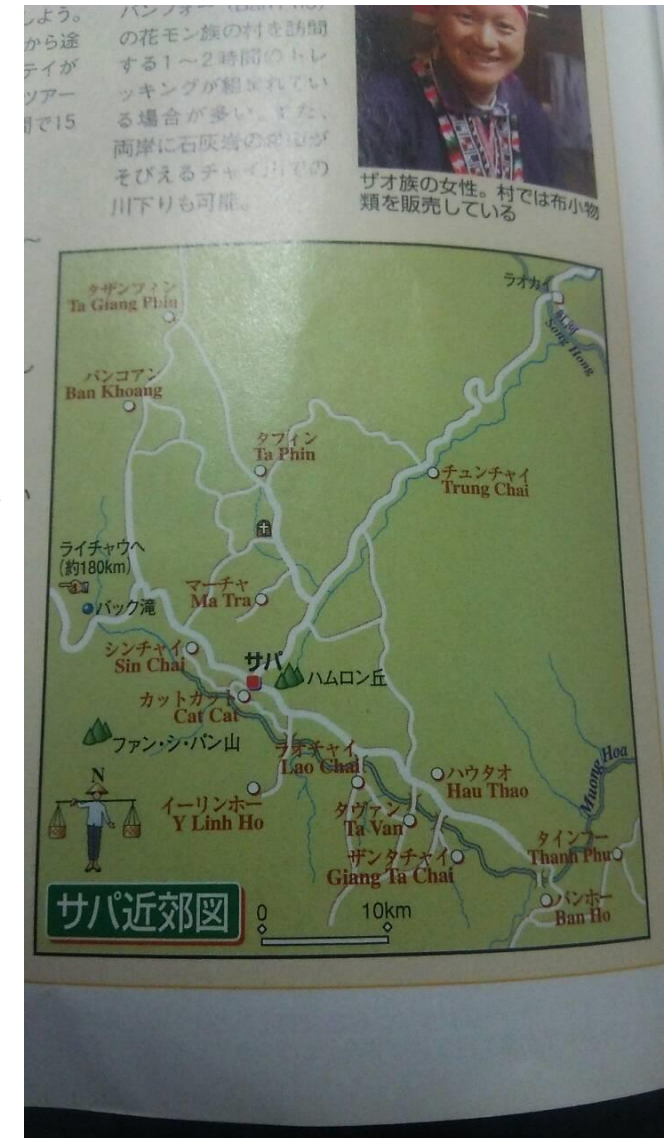 しよう。
から途
テイが
ツアー
間で15
の花モン族の村を訪問
する1～2時間のトレ
ッキングが組まれてい
る場合が多い。また、
両岸に石灰岩の
そびえるチャイ川での
川下りも可能。
ザオ族の女性。村では布小物
類を販売している
ラオカイ
紅河
Song Hong
タザンフィン
Ta Giang Phin
バンコアン
Ban Khoang
タフィン
Ta Phin
チュンチャイ
Trung Chai
ライチャウへ
(約180km)
バック滝
マーチャ
Ma Tra
シンチャイ
Sin Chai
サパ
ハムロン丘
カットカット
Cat Cat
ファン・シ・パン山
ラオチャイ
Lao Chai
イーリンホー
Y Linh Ho
ハウタオ
Hau Thao
Muong Hoa
タヴァン
Ta Van
ザンタチャイ
Giang Ta Chai
タインフー
Thanh Phu
バンホー
Ban Ho
N
サパ近郊図
0 10km